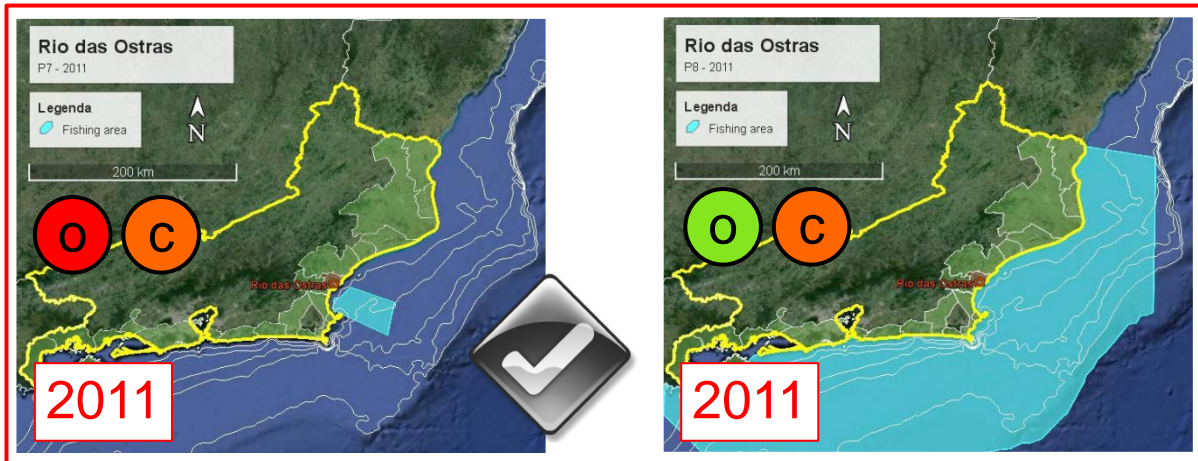 Rio das Ostras
P7 - 2011
Legenda
Fishing area
N
200 km
O C
Rio das Ostras
2011
Rio das Ostras
P8 - 2011
Legenda
Fishing area
N
200 km
O C
Rio das Ostras
2011